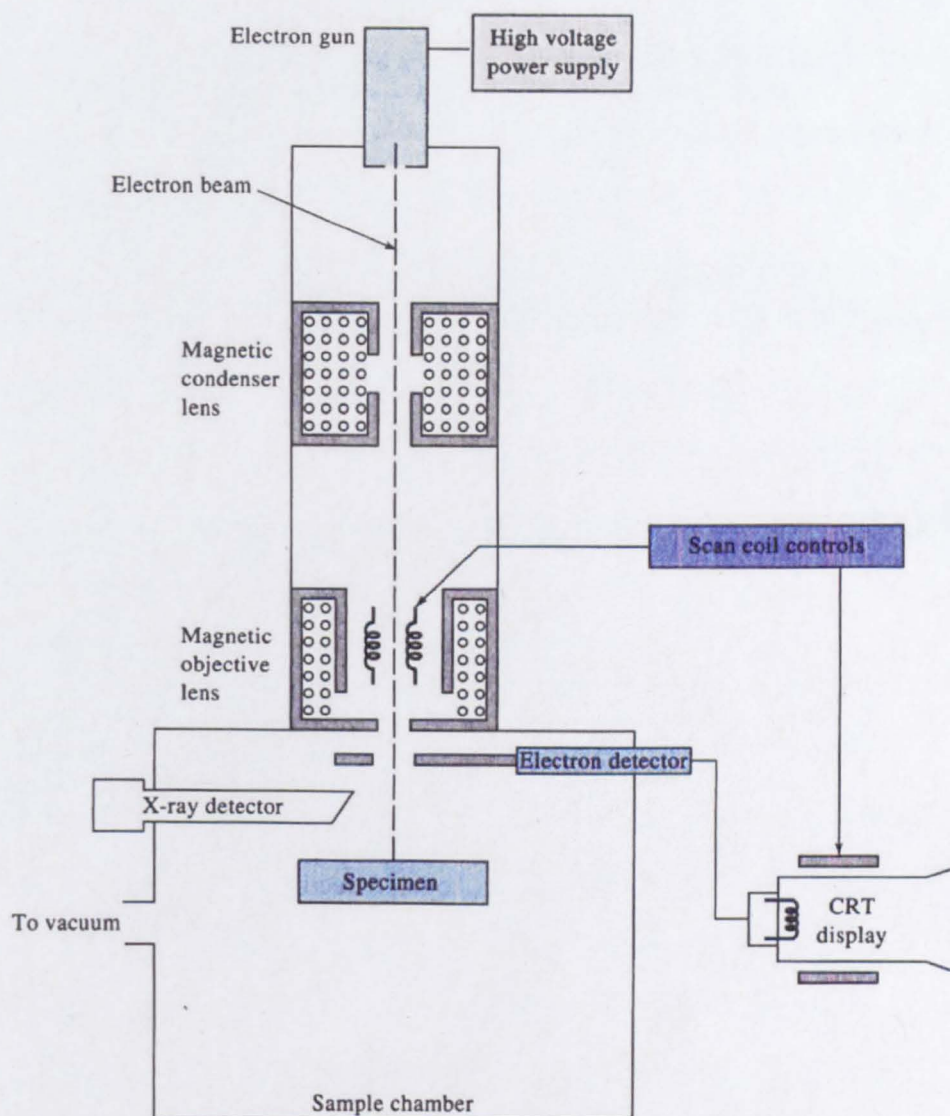 Electron gun
High voltage
power supply
Electron beam
Magnetic
condenser
lens
Scan coil controls
Magnetic
objective
lens
Electron detector
X-ray detector
Specimen
To vacuum
CRT
display
Sample chamber